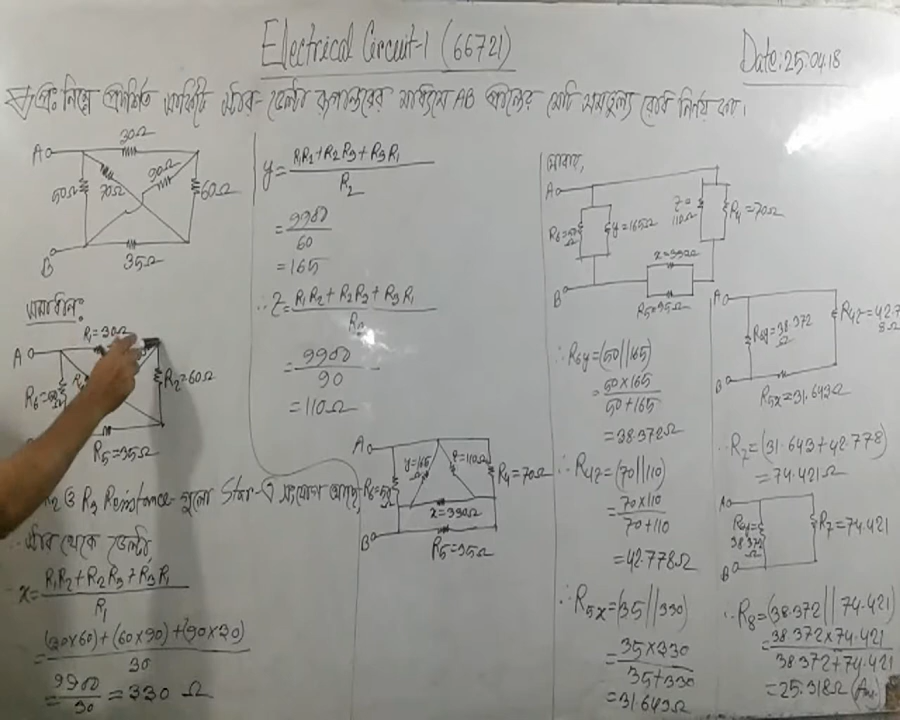 Electrical Circuit-1 (66721)
Date: 25.04.18
প্রঃ নিম্নে প্রদর্শিত সার্কিটটি স্টার-ডেল্টা রূপান্তরের মাধ্যমে AB প্রান্তের মোট সমতুল্য রোধ নির্ণয় কর।
A
30Ω
90Ω
50Ω
70Ω
60Ω
B
35Ω
সমাধানঃ
R₁=30Ω
A
R₂=60Ω
R₅=35Ω
R₂ ও R₃ Resistance গুলো Star-এ সংযোগ আছে
স্টার থেকে ডেল্টা,
x= R₁R₂+R₂R₃+R₃R₁
R₁
= (30×60)+(60×90)+(90×30)
30
= 9900
30
=330 Ω
y= R₁R₂+R₂R₃+R₃R₁
R₂
= 9900
60
=165
∴ Z= R₁R₂+R₂R₃+R₃R₁
R₃
= 9900
90
=110Ω
A
y=165
Z=110Ω
R₄=70Ω
x=330Ω
B
R₅=35Ω
আবার,
A
y=165Ω
Z=110Ω
R₄=70Ω
x=330Ω
B
R₅=35Ω
∴ R₆y=(50||165)
= 50×165
50+165
=38.372Ω
∴ R₄z=(70||110)
= 70×110
70+110
=42.778Ω
∴ R₅x=(35||330)
= 35×330
35+330
=31.643Ω
A
R₆y=38.372Ω
R₄z=42.778Ω
B
R₅x=31.643Ω
∴ R₇=(31.643+42.778)
=74.421Ω
A
38.372Ω
R₇=74.421
B
∴ R₈=(38.372||74.421)
= 38.372×74.421
38.372+74.421
=25.318Ω (Ans)